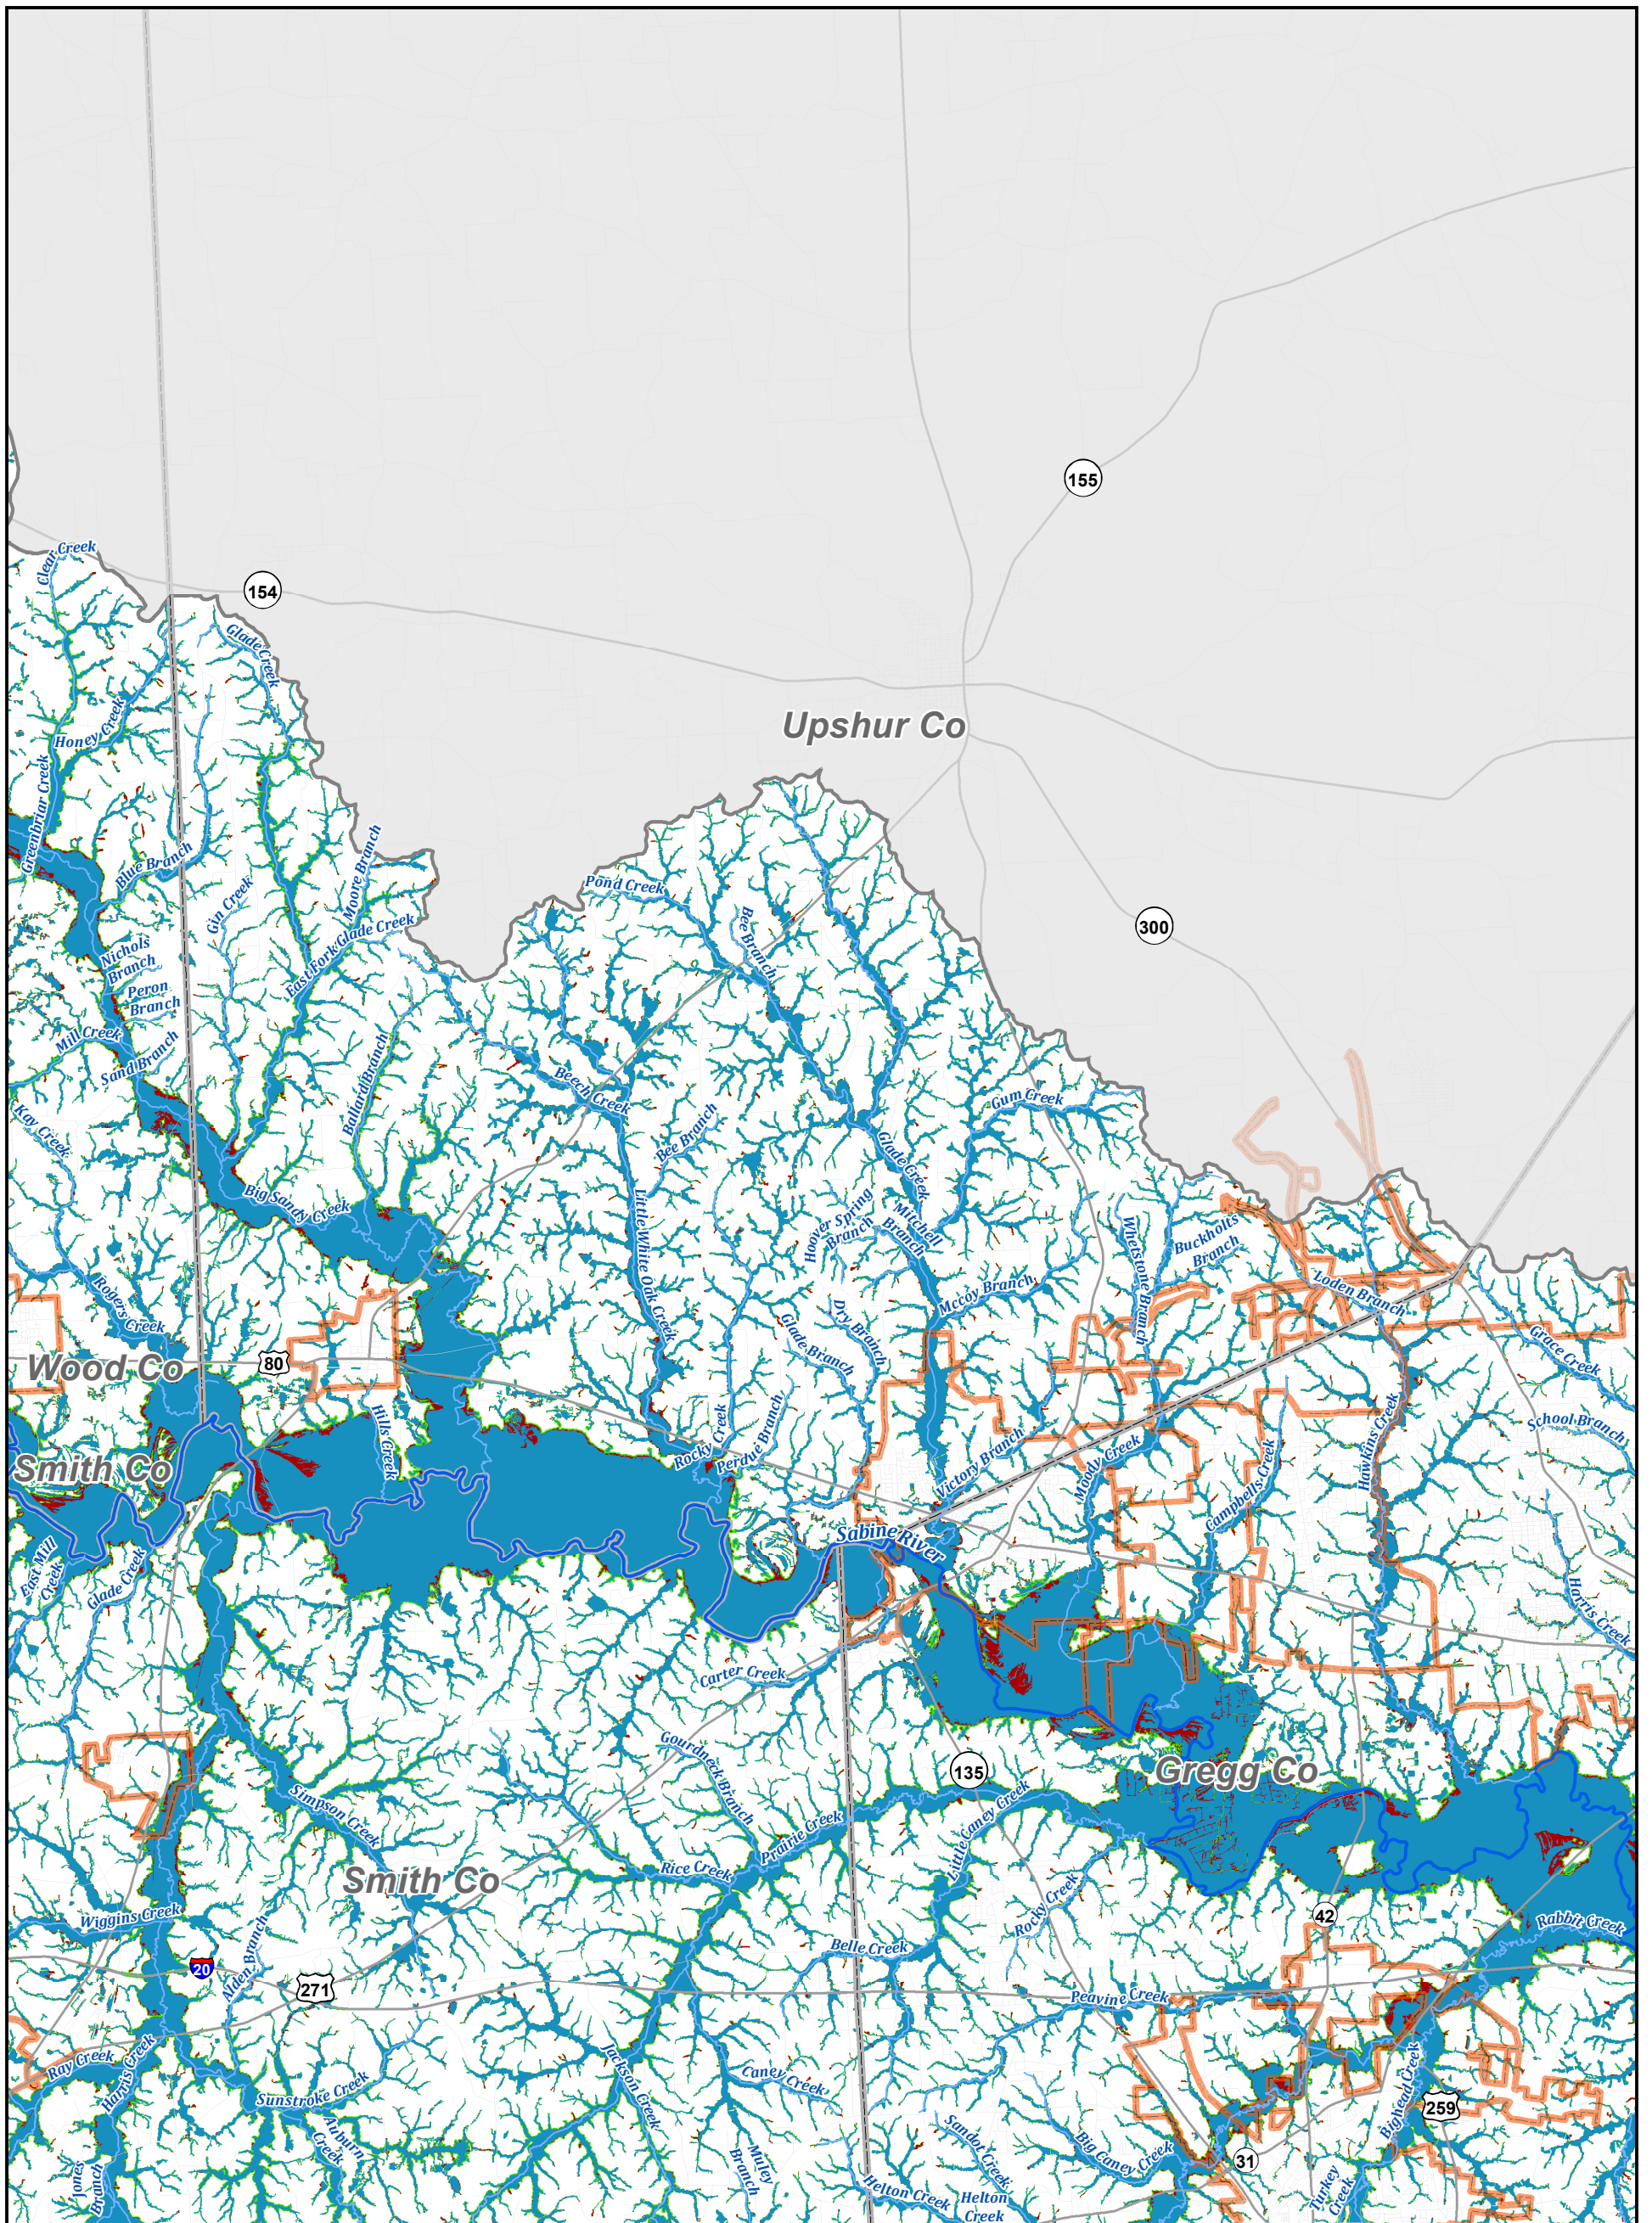 155
Clear Creek
154
Glade Creek
Upshur Co
Honey Creek
Greenbriar Creek
Blue Branch
Moore Branch
Pond Creek
Gin Creek
East Fork Glade Creek
Bee Branch
300
Nichols
Branch
Peron
Branch
Mill Creek
Sand Branch
Ballard Branch
Beech Creek
Gum Creek
Kay Creek
Bee Branch
Glade Creek
Big Sandy Creek
Little White Oak Creek
Hoover Spring
Branch
Mitchell
Branch
Whetstone Branch
Buckholts
Branch
Rogers Creek
Mccoy Branch
Loden Branch
Dry Branch
Glade Branch
Grace Creek
Wood Co
80
Hills Creek
Rocky Creek
Perdue Branch
Hawkins Creek
School Branch
Smith Co
Victory Branch
Moody Creek
Campbells Creek
Sabine River
East Mill
Creek
Glade Creek
Harris Creek
Carter Creek
Gourdneck Branch
135
Gregg Co
Simpson Creek
Prairie Creek
Little Caney Creek
Smith Co
Rice Creek
Wiggins Creek
Rocky Creek
42
Rabbit Creek
Alden Branch
Belle Creek
20
271
Peavine Creek
Ray Creek
Harris Creek
Jackson Creek
Caney Creek
Sunstroke Creek
Bighead Creek
259
Auburn
Creek
Sandot Creek
Big Caney Creek
31
Jones
Branch
Muley
Branch
Helton Creek
Helton
Creek
Turkey
Creek